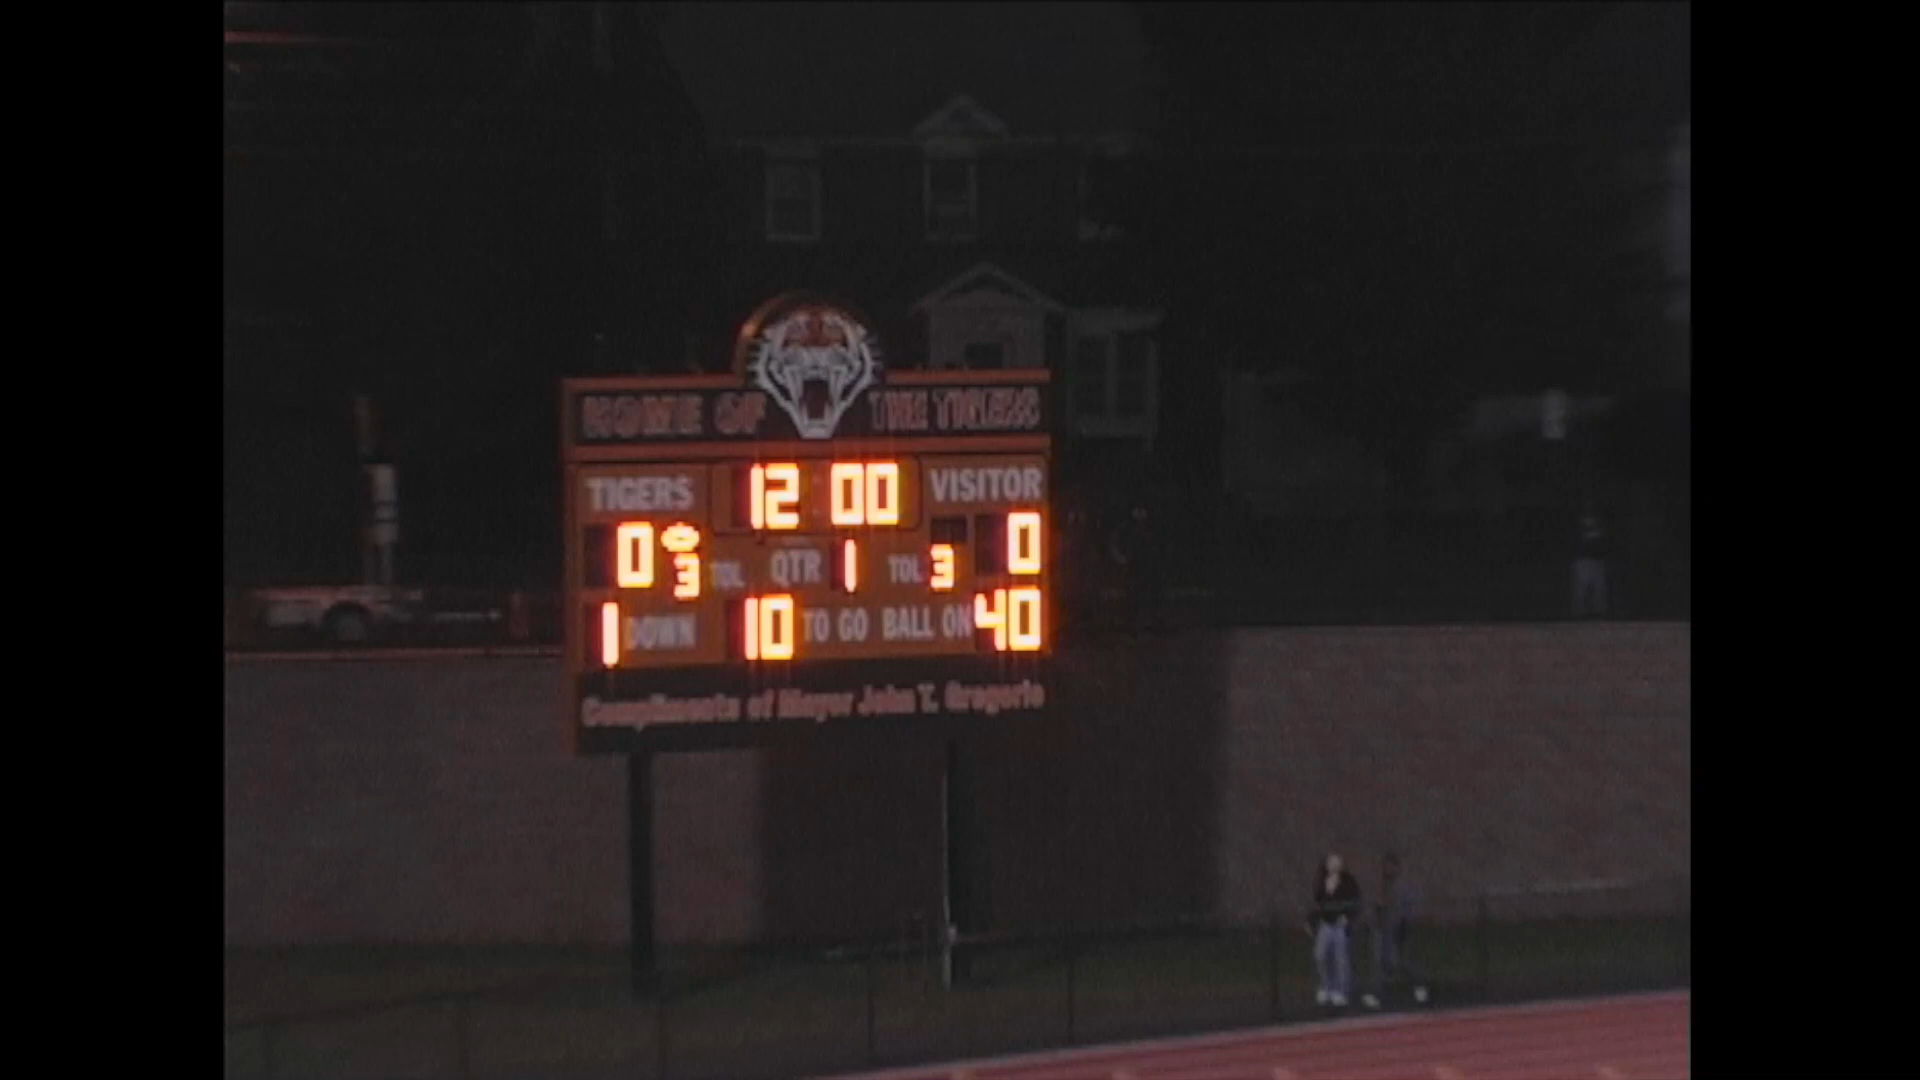 HOME OF THE TIGERS
TIGERS 12:00 VISITOR
0 3 TOL QTR 1 TOL 3 0
1 DOWN 10 TO GO BALL ON 40
Compliments of Mayor John T. Gregorio